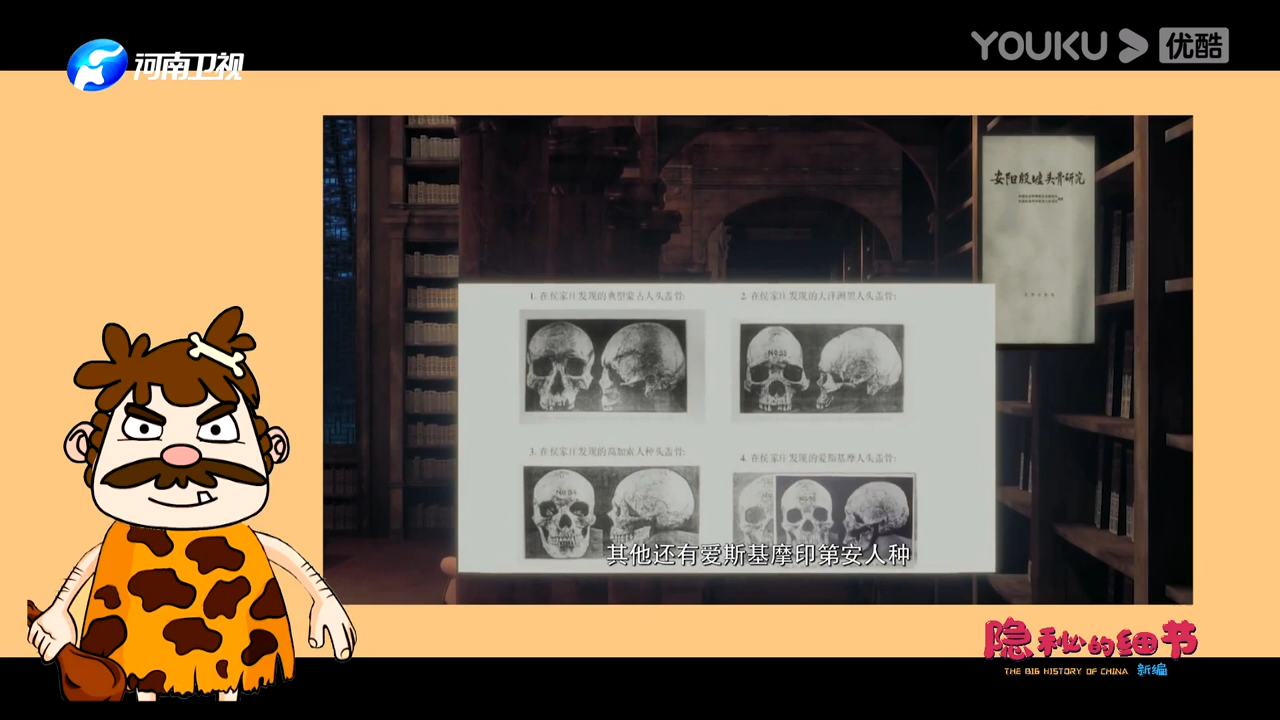 河南卫视
YOUKU 优酷
安阳殷墟头骨研究
1. 在侯家庄发现的典型蒙古人头盖骨:
2. 在侯家庄发现的大洋洲黑人头盖骨:
No.32
3. 在侯家庄发现的高加索人种头盖骨:
4. 在侯家庄发现的爱斯基摩人头盖骨:
其他还有爱斯基摩印第安人种
隐秘的细节
THE BIG HISTORY OF CHINA 新编